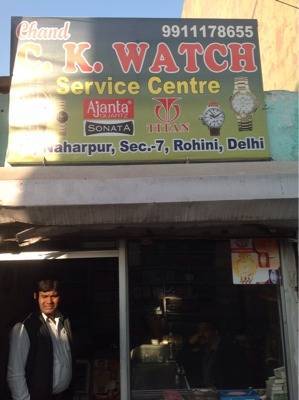 Chand
9911178655
C. K. WATCH
Service Centre
Ajanta
QUARTZ
SONATA
TITAN
Naharpur, Sec.-7, Rohini, Delhi